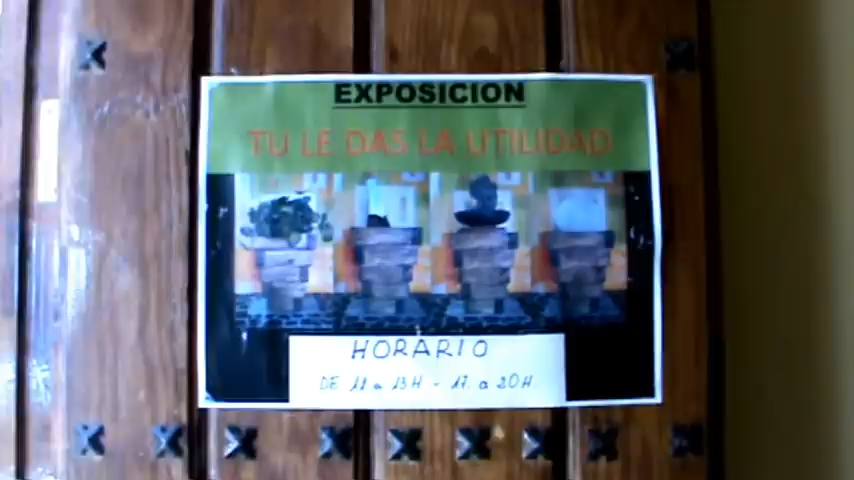 EXPOSICION
TU LE DAS LA UTILIDAD
HORARIO
DE 11 a 13H - 17. a 20H